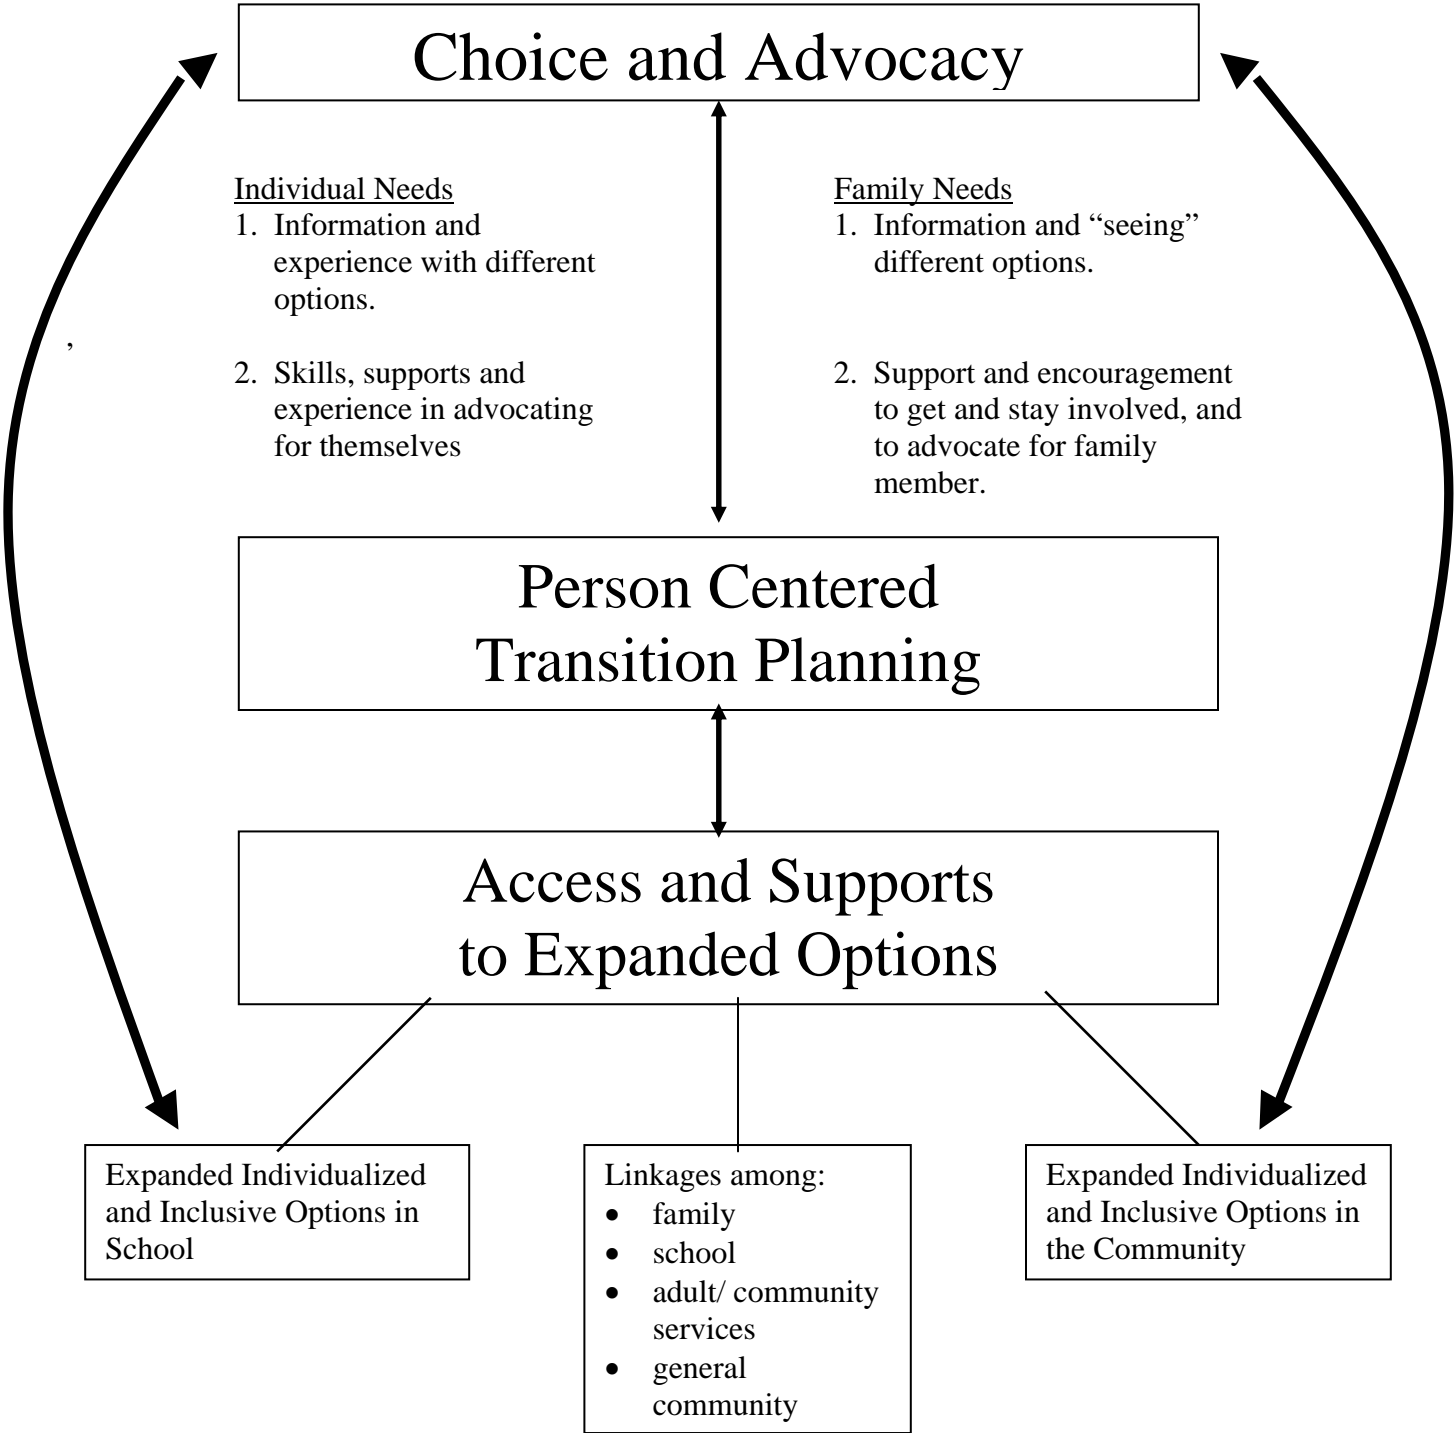 Choice and Advocacy
Individual Needs
1. Information and
experience with different
options.
2. Skills, supports and
experience in advocating
for themselves
Family Needs
1. Information and “seeing”
different options.
2. Support and encouragement
to get and stay involved, and
to advocate for family
member.
,
Person Centered
Transition Planning
Access and Supports
to Expanded Options
Expanded Individualized
and Inclusive Options in
School
Linkages among:
• family
• school
• adult/ community
services
• general
community
Expanded Individualized
and Inclusive Options in
the Community